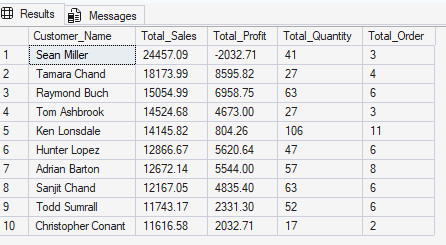 Results Messages
Customer_Name Total_Sales Total_Profit Total_Quantity Total_Order
1 Sean Miller 24457.09 -2032.71 41 3
2 Tamara Chand 18173.99 8595.82 27 4
3 Raymond Buch 15054.99 6958.75 63 6
4 Tom Ashbrook 14524.68 4673.00 27 3
5 Ken Lonsdale 14145.82 804.26 106 11
6 Hunter Lopez 12866.67 5620.64 47 6
7 Adrian Barton 12672.14 5544.00 57 8
8 Sanjit Chand 12167.05 4835.40 63 6
9 Todd Sumrall 11743.17 2331.30 52 6
10 Christopher Conant 11616.58 2032.71 17 2